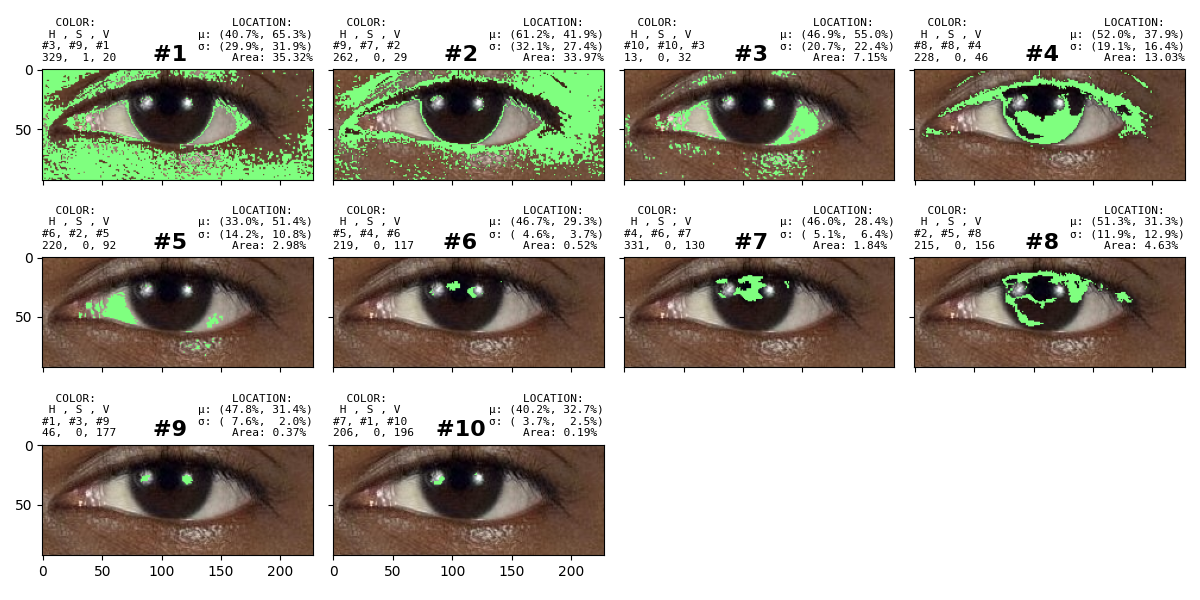 COLOR: LOCATION:
H , S , V μ: (40.7%, 65.3%)
#3, #9, #1 σ: (29.9%, 31.9%)
329, 1, 20 #1 Area: 35.32%
COLOR: LOCATION:
H , S , V μ: (61.2%, 41.9%)
#9, #7, #2 σ: (32.1%, 27.4%)
262, 0, 29 #2 Area: 33.97%
COLOR: LOCATION:
H , S , V μ: (46.9%, 55.0%)
#10, #10, #3 σ: (20.7%, 22.4%)
13, 0, 32 #3 Area: 7.15%
COLOR: LOCATION:
H , S , V μ: (52.0%, 37.9%)
#8, #8, #4 σ: (19.1%, 16.4%)
228, 0, 46 #4 Area: 13.03%
0
50
COLOR: LOCATION:
H , S , V μ: (33.0%, 51.4%)
#6, #2, #5 σ: (14.2%, 10.8%)
220, 0, 92 #5 Area: 2.98%
COLOR: LOCATION:
H , S , V μ: (46.7%, 29.3%)
#5, #4, #6 σ: ( 4.6%, 3.7%)
219, 0, 117 #6 Area: 0.52%
COLOR: LOCATION:
H , S , V μ: (46.0%, 28.4%)
#4, #6, #7 σ: ( 5.1%, 6.4%)
331, 0, 130 #7 Area: 1.84%
COLOR: LOCATION:
H , S , V μ: (51.3%, 31.3%)
#2, #5, #8 σ: (11.9%, 12.9%)
215, 0, 156 #8 Area: 4.63%
0
50
COLOR: LOCATION:
H , S , V μ: (47.8%, 31.4%)
#1, #3, #9 σ: ( 7.6%, 2.0%)
46, 0, 177 #9 Area: 0.37%
COLOR: LOCATION:
H , S , V μ: (40.2%, 32.7%)
#7, #1, #10 σ: ( 3.7%, 2.5%)
206, 0, 196 #10 Area: 0.19%
0
50
0 50 100 150 200
0 50 100 150 200